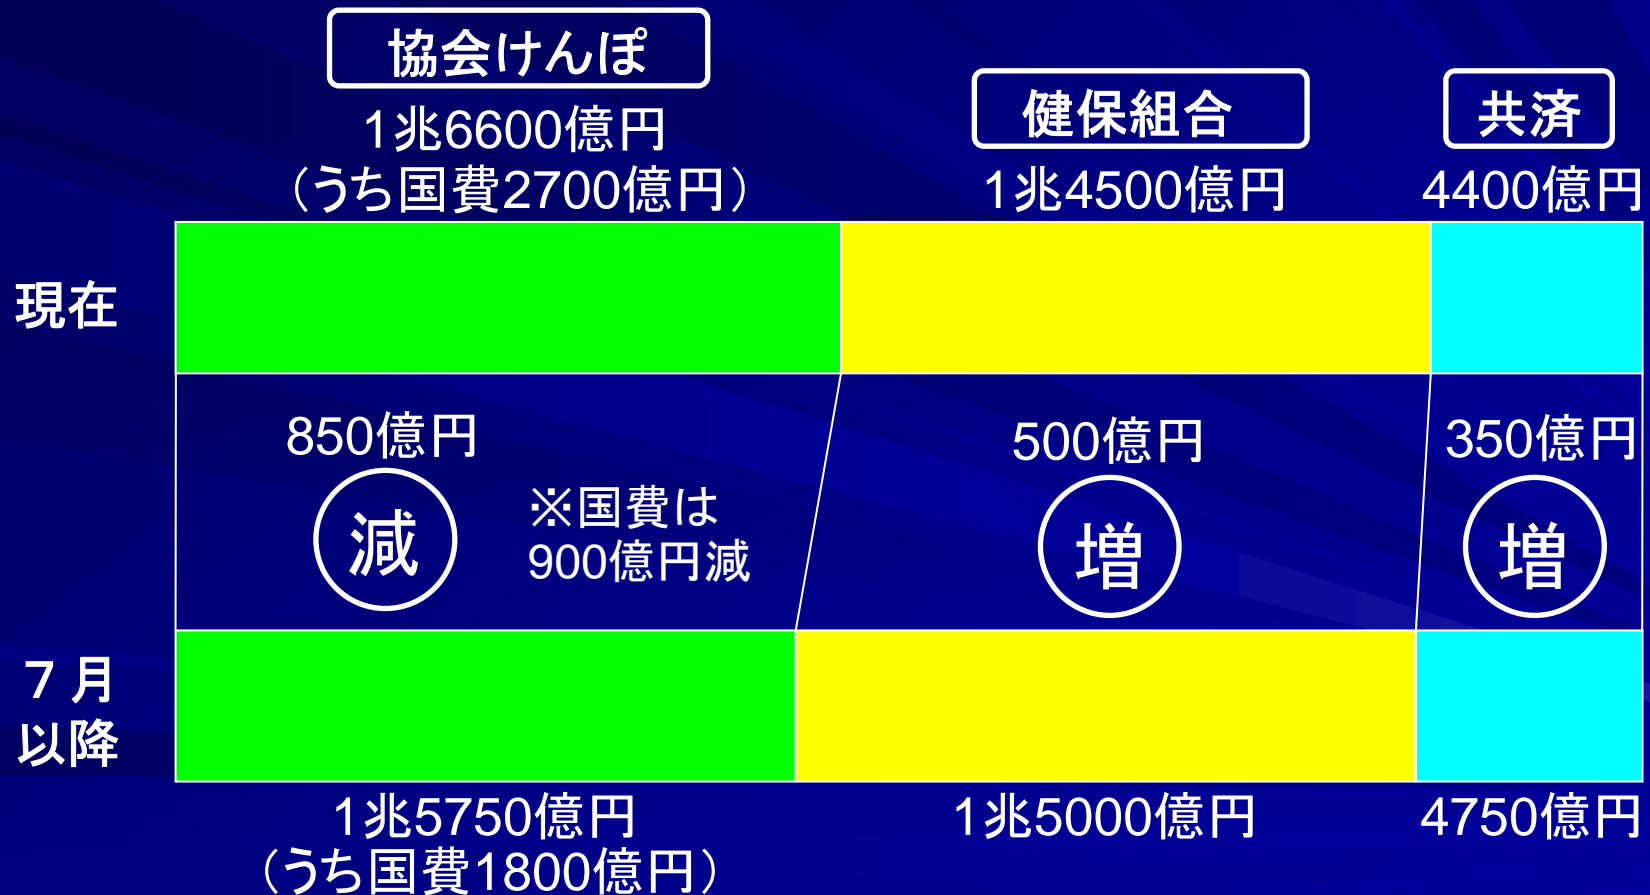 協会けんぽ
1兆6600億円
（うち国費2700億円）
健保組合
1兆4500億円
共済
4400億円
現在
850億円
減
※国費は
900億円減
500億円
増
350億円
増
７月
以降
1兆5750億円
（うち国費1800億円）
1兆5000億円
4750億円